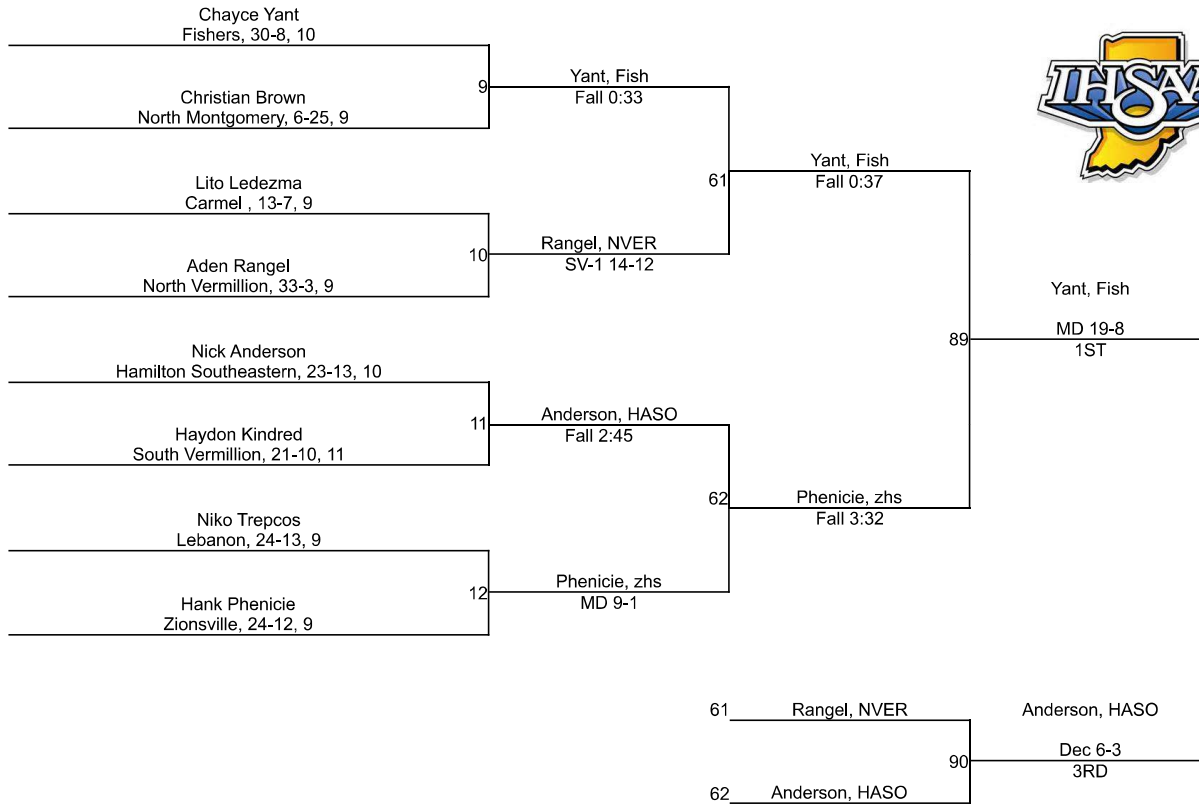 Chayce Yant
Fishers, 30-8, 10
9
Christian Brown
North Montgomery, 6-25, 9
Yant, Fish
Fall 0:33
Lito Ledezma
Carmel , 13-7, 9
10
Aden Rangel
North Vermillion, 33-3, 9
Rangel, NVER
SV-1 14-12
61
Yant, Fish
Fall 0:37
Nick Anderson
Hamilton Southeastern, 23-13, 10
11
Haydon Kindred
South Vermillion, 21-10, 11
Anderson, HASO
Fall 2:45
Niko Trepcos
Lebanon, 24-13, 9
12
Hank Phenicie
Zionsville, 24-12, 9
Phenicie, zhs
MD 9-1
62
Phenicie, zhs
Fall 3:32
89
Yant, Fish
MD 19-8
1ST
IHSAA
61
Rangel, NVER
90
62
Anderson, HASO
Anderson, HASO
Dec 6-3
3RD